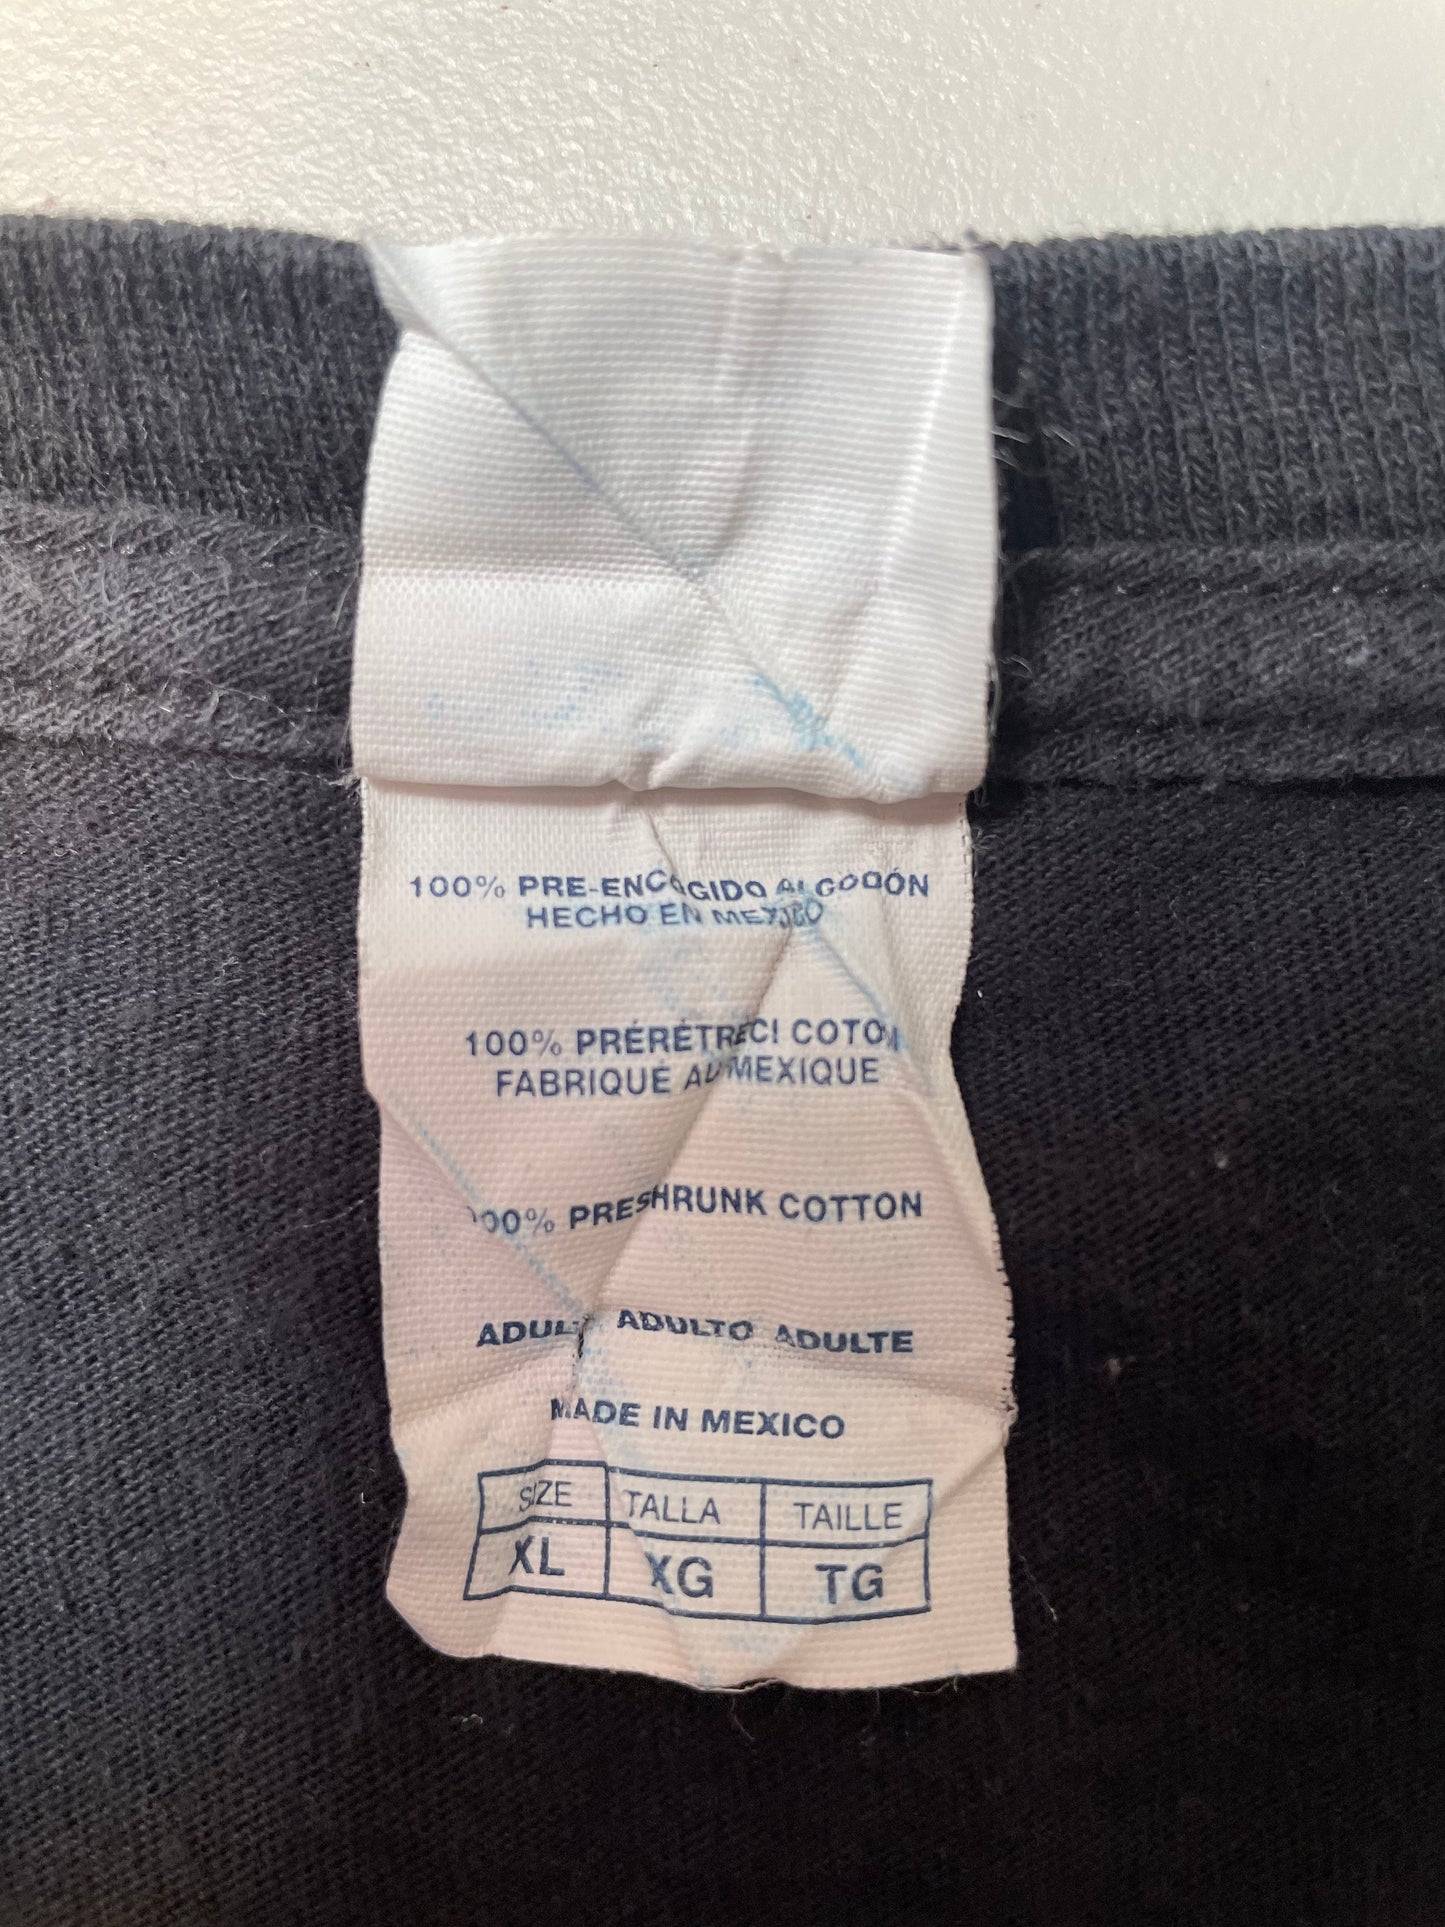 100% PRE-ENCOGIDO ALGODÓN
HECHO EN MEXICO
100% PRÉRÉTRECI COTON
FABRIQUÉ AU MEXIQUE
100% PRESHRUNK COTTON
ADULT ADULTO ADULTE
MADE IN MEXICO
SIZE TALLA TAILLE
XL XG TG